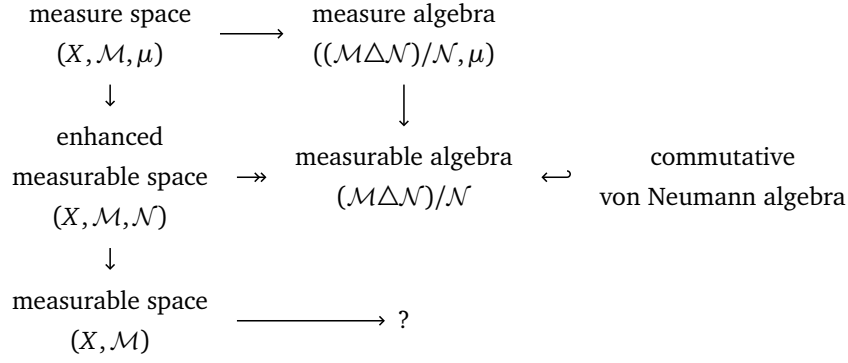 measure space
measure algebra
(X, ℳ, μ)
((ℳ△𝒩)/𝒩, μ)
enhanced
measurable space
(X, ℳ, 𝒩)
measurable algebra
(ℳ△𝒩)/𝒩
commutative
von Neumann algebra
measurable space
(X, ℳ)
?